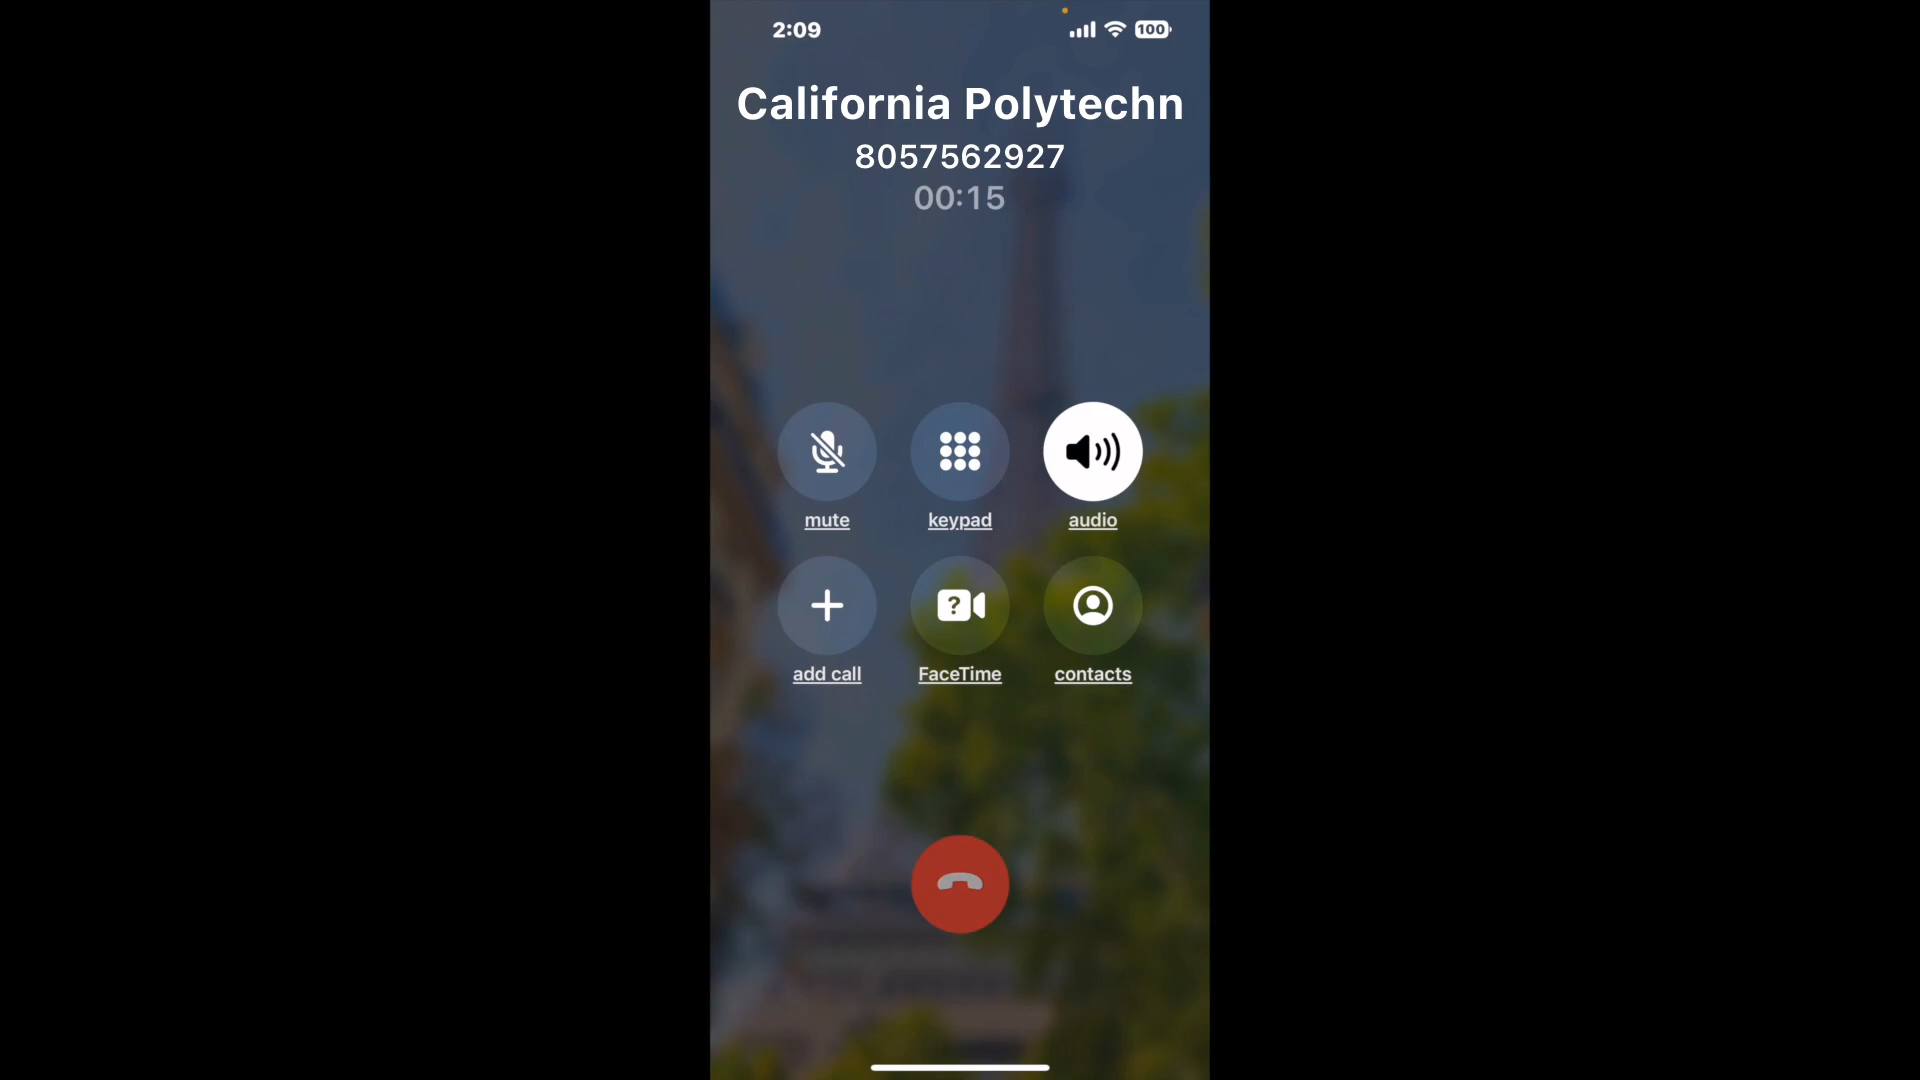 2:09
100
California Polytechn
8057562927
00:15
mute
keypad
audio
?
add call
FaceTime
contacts